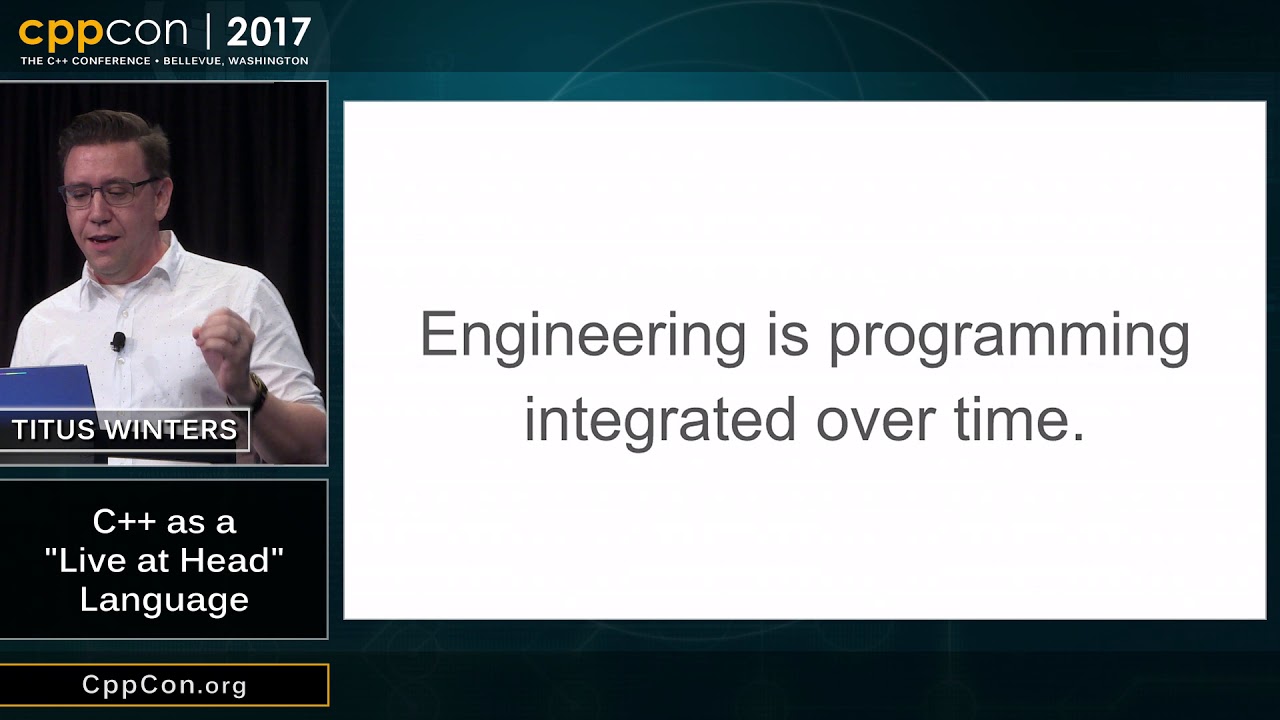 cppcon | 2017
THE C++ CONFERENCE • BELLEVUE, WASHINGTON
TITUS WINTERS
C++ as a
"Live at Head"
Language
CppCon.org
Engineering is programming
integrated over time.